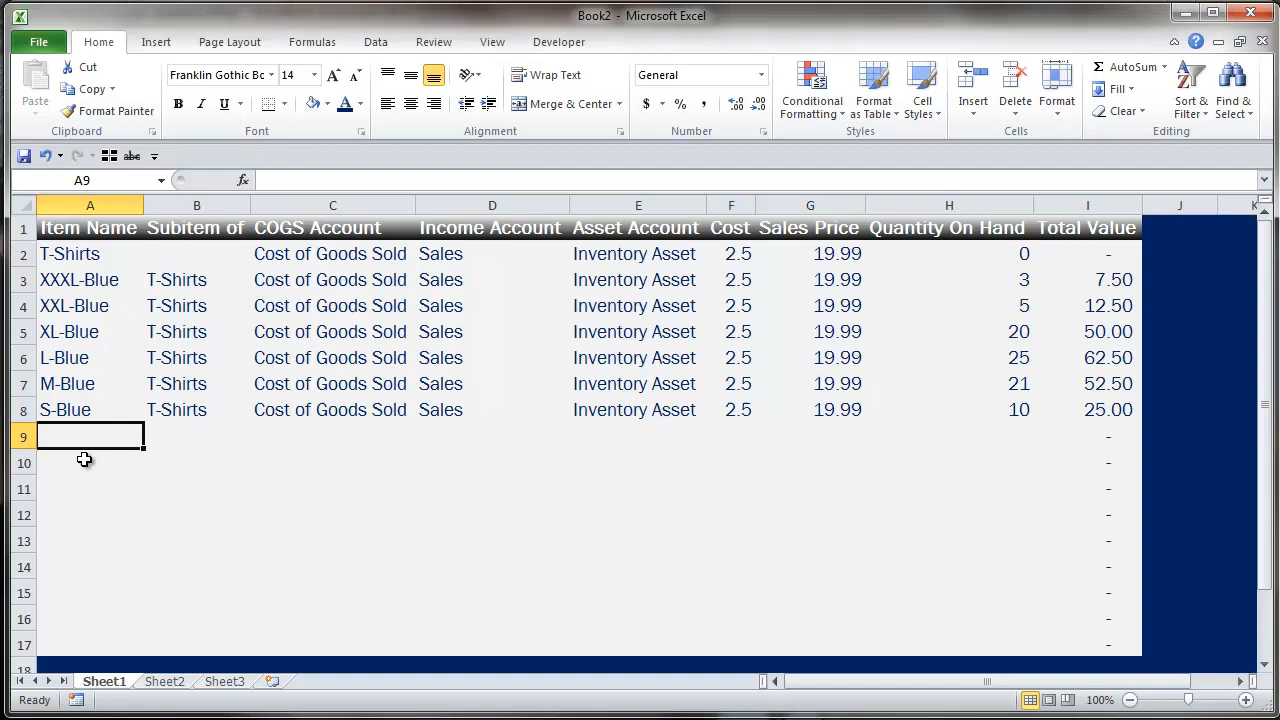 Book2 - Microsoft Excel
File Home Insert Page Layout Formulas Data Review View Developer
Cut
Copy
Format Painter
Paste
Clipboard
Franklin Gothic Bc 14
B I U
Font
Wrap Text
Merge & Center
Alignment
General
$ % ,
Number
Conditional Formatting
Format as Table
Cell Styles
Styles
Insert Delete Format
Cells
AutoSum
Fill
Clear
Sort & Filter
Find & Select
Editing
abc
A9 fx
A B C D E F G H I J K
1 Item Name Subitem of COGS Account Income Account Asset Account Cost Sales Price Quantity On Hand Total Value
2 T-Shirts Cost of Goods Sold Sales Inventory Asset 2.5 19.99 0 -
3 XXXL-Blue T-Shirts Cost of Goods Sold Sales Inventory Asset 2.5 19.99 3 7.50
4 XXL-Blue T-Shirts Cost of Goods Sold Sales Inventory Asset 2.5 19.99 5 12.50
5 XL-Blue T-Shirts Cost of Goods Sold Sales Inventory Asset 2.5 19.99 20 50.00
6 L-Blue T-Shirts Cost of Goods Sold Sales Inventory Asset 2.5 19.99 25 62.50
7 M-Blue T-Shirts Cost of Goods Sold Sales Inventory Asset 2.5 19.99 21 52.50
8 S-Blue T-Shirts Cost of Goods Sold Sales Inventory Asset 2.5 19.99 10 25.00
9 -
10 -
11 -
12 -
13 -
14 -
15 -
16 -
17 -
18
Sheet1 Sheet2 Sheet3
Ready 100%